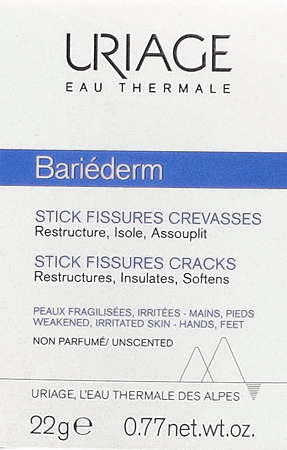 URIAGE
EAU THERMALE
Bariéderm
STICK FISSURES CREVASSES
Restructure, Isole, Assouplit
STICK FISSURES CRACKS
Restructures, Insulates, Softens
PEAUX FRAGILISÉES, IRRITÉES - MAINS, PIEDS
WEAKENED, IRRITATED SKIN - HANDS, FEET
NON PARFUMÉ/ UNSCENTED
URIAGE, L'EAU THERMALE DES ALPES
22g℮ 0.77net.wt.oz.